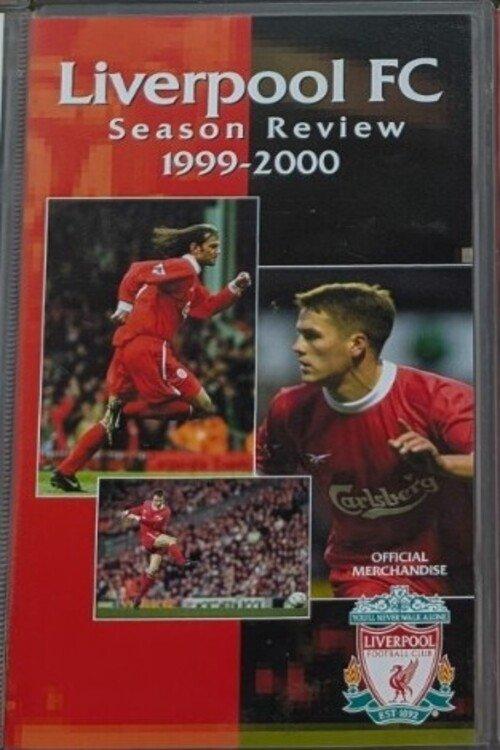 Liverpool FC
Season Review
1999-2000
Carlsberg
OFFICIAL
MERCHANDISE
YOU'LL NEVER WALK ALONE
LIVERPOOL
FOOTBALL CLUB
EST·1892